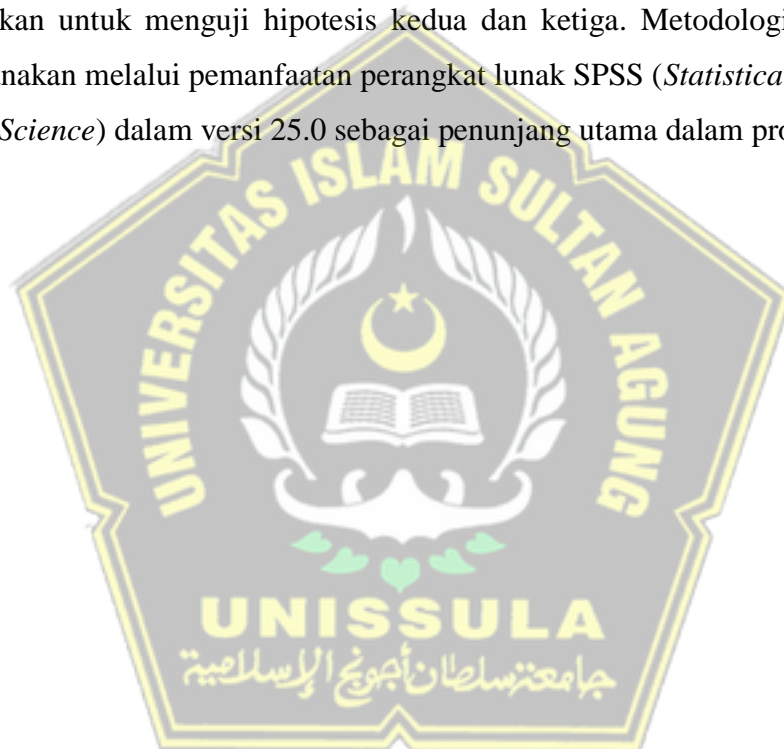 kan untuk menguji hipotesis kedua dan ketiga. Metodologi
nakan melalui pemanfaatan perangkat lunak SPSS (Statistica
Science) dalam versi 25.0 sebagai penunjang utama dalam pro
UNIVERSITAS ISLAM SULTAN AGUNG
UNISSULA
جامعة سلطان أجونج الإسلامية